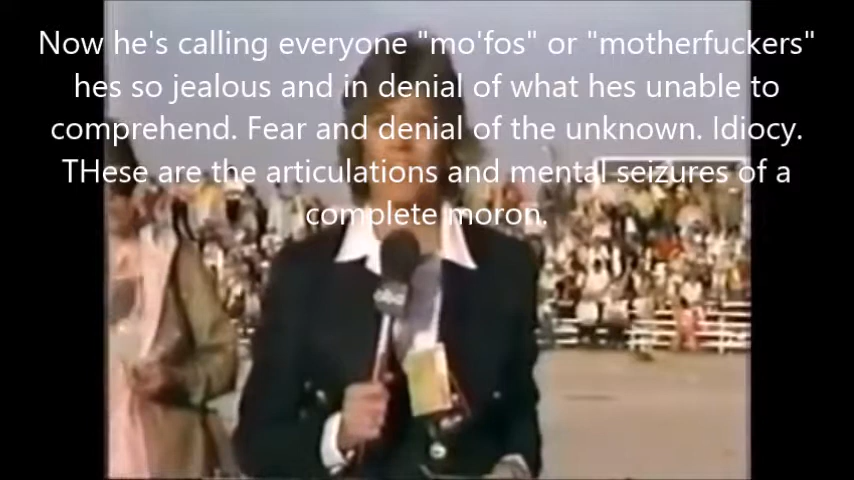 Now he's calling everyone "mo'fos" or "motherfuckers"
hes so jealous and in denial of what hes unable to
comprehend. Fear and denial of the unknown. Idiocy.
THese are the articulations and mental seizures of a
complete moron.
abc